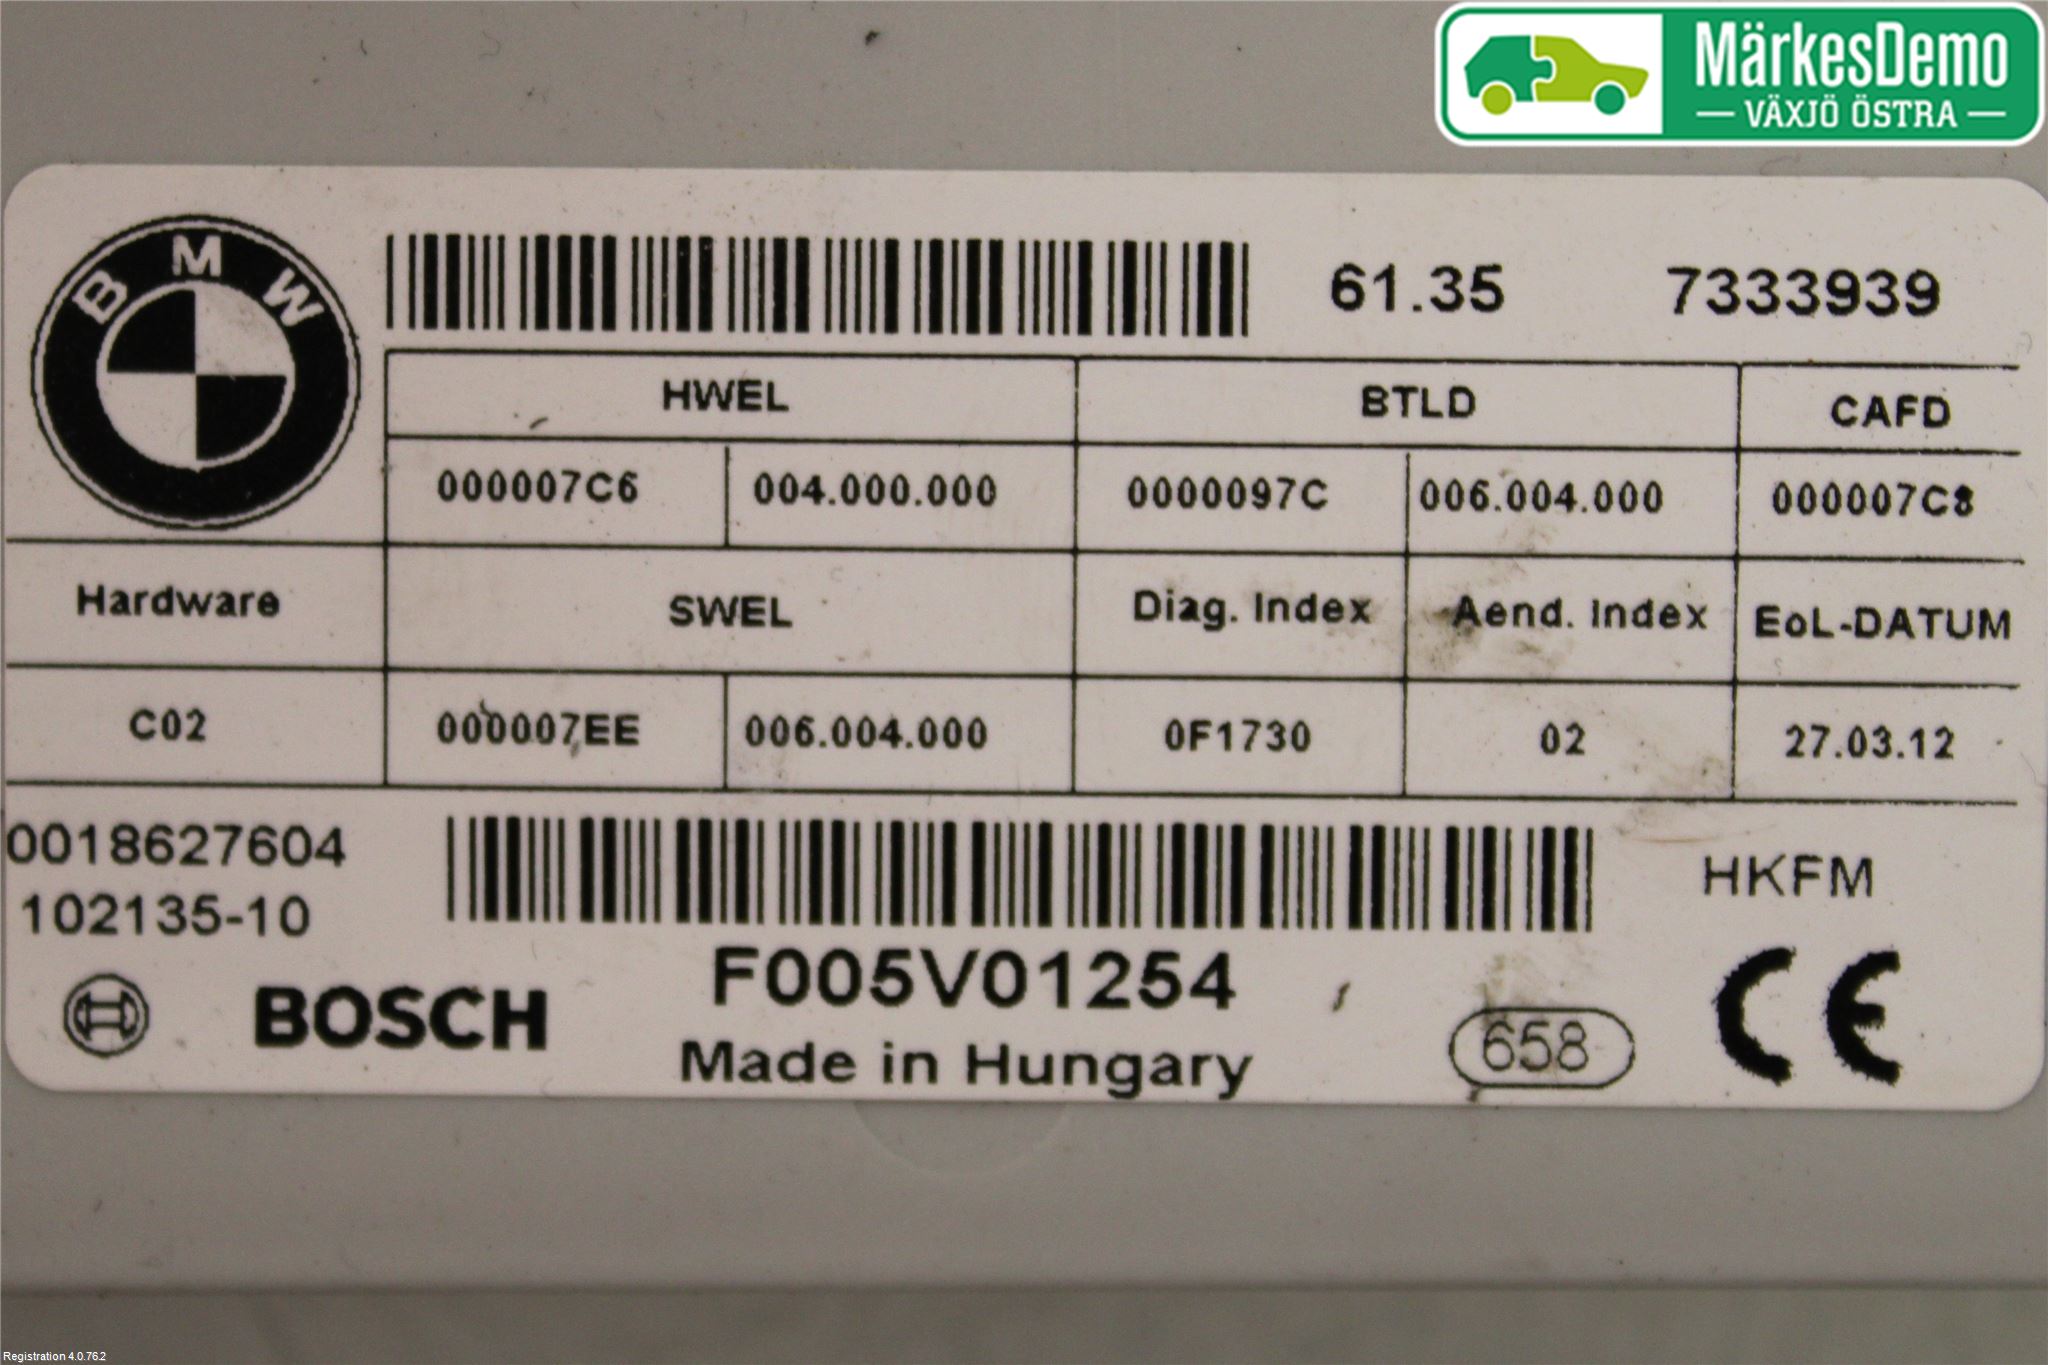 MärkesDemo
VÄXJÖ ÖSTRA
BMW
61.35 7333939
HWEL BTLD CAFD
000007C6 004.000.000 0000097C 006.004.000 000007C8
Hardware SWEL Diag. Index Aend. Index EoL-DATUM
C02 000007EE 006.004.000 0F1730 02 27.03.12
0018627604
HKFM
102135-10
F005V01254
BOSCH
Made in Hungary
658
CE
Registration 4.0.76.2